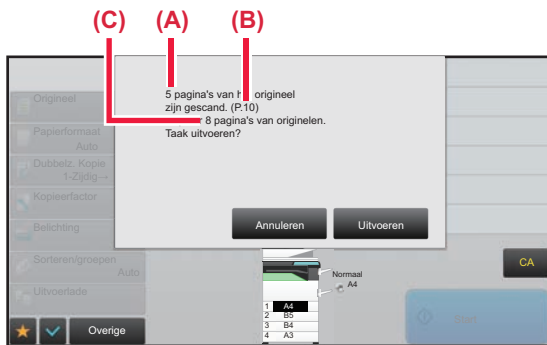 (C) (A) (B)
5 pagina's van h origineel
zijn gescand. (P.10)
r 8 pagina's van originelen.
Taak uitvoeren?
Annuleren Uitvoeren
Origineel
Papierformaat
Auto
Dubbelz. Kopie
1-Zijdig→
Kopieerfactor
Belichting
Sorteren/groepen
Auto
Uitvoerlade
Overige
Normaal
A4
1 A4
2 B5
3 B4
4 A3
CA
Start